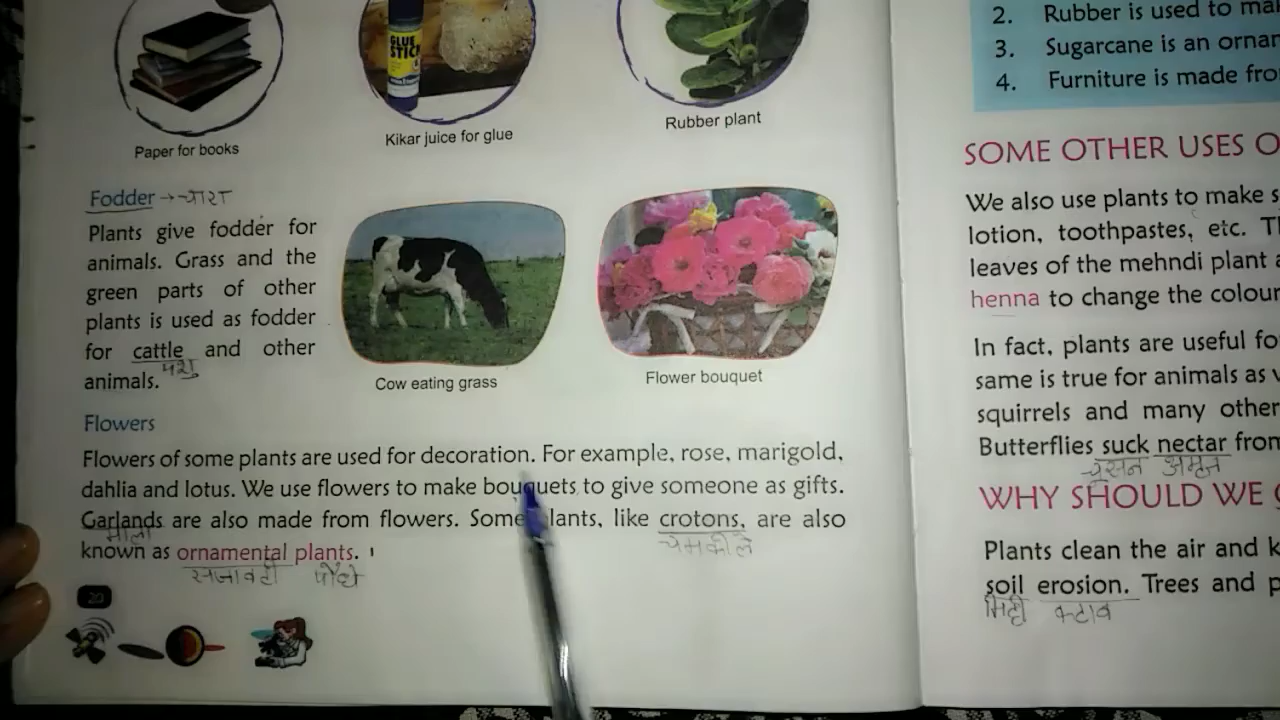 GLUE STICK
Paper for books
Kikar juice for glue
Rubber plant
Fodder → चारा
Plants give fodder for
animals. Grass and the
green parts of other
plants is used as fodder
for cattle and other
पशु
animals.
Cow eating grass
Flower bouquet
Flowers
Flowers of some plants are used for decoration. For example, rose, marigold,
dahlia and lotus. We use flowers to make bouquets to give someone as gifts.
Garlands are also made from flowers. Some lants, like crotons, are also
माला
चमकीले
known as ornamental plants.
सजावटी पौधे
20
2. Rubber is used to ma
3. Sugarcane is an ornam
4. Furniture is made fro
SOME OTHER USES O
We also use plants to make s
lotion, toothpastes, etc. T
leaves of the mehndi plant a
henna to change the colour
In fact, plants are useful fo
same is true for animals as
squirrels and many other
Butterflies suck nectar from
चूसना अमृत
WHY SHOULD WE
Plants clean the air and k
soil erosion. Trees and p
मिट्टी कटाव